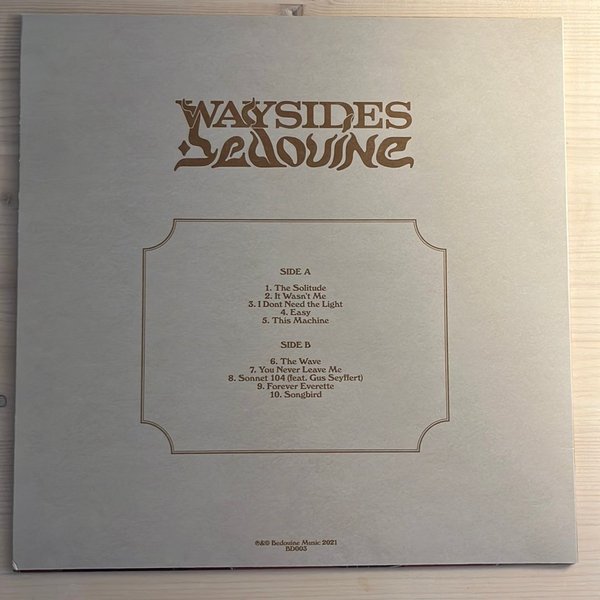 WAYSIDES
Bedouine
SIDE A
1. The Solitude
2. It Wasn't Me
3. I Dont Need the Light
4. Easy
5. This Machine
SIDE B
6. The Wave
7. You Never Leave Me
8. Sonnet 104 (feat. Gus Seyffert)
9. Forever Everette
10. Songbird
℗&© Bedouine Music 2021
BD003